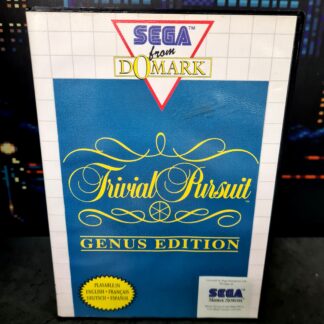 SEGA
from
DOMARK
Trivial Pursuit
GENUS EDITION
PLAYABLE IN
ENGLISH • FRANÇAIS
DEUTSCH • ESPAÑOL
SEGA
MASTER SYSTEM